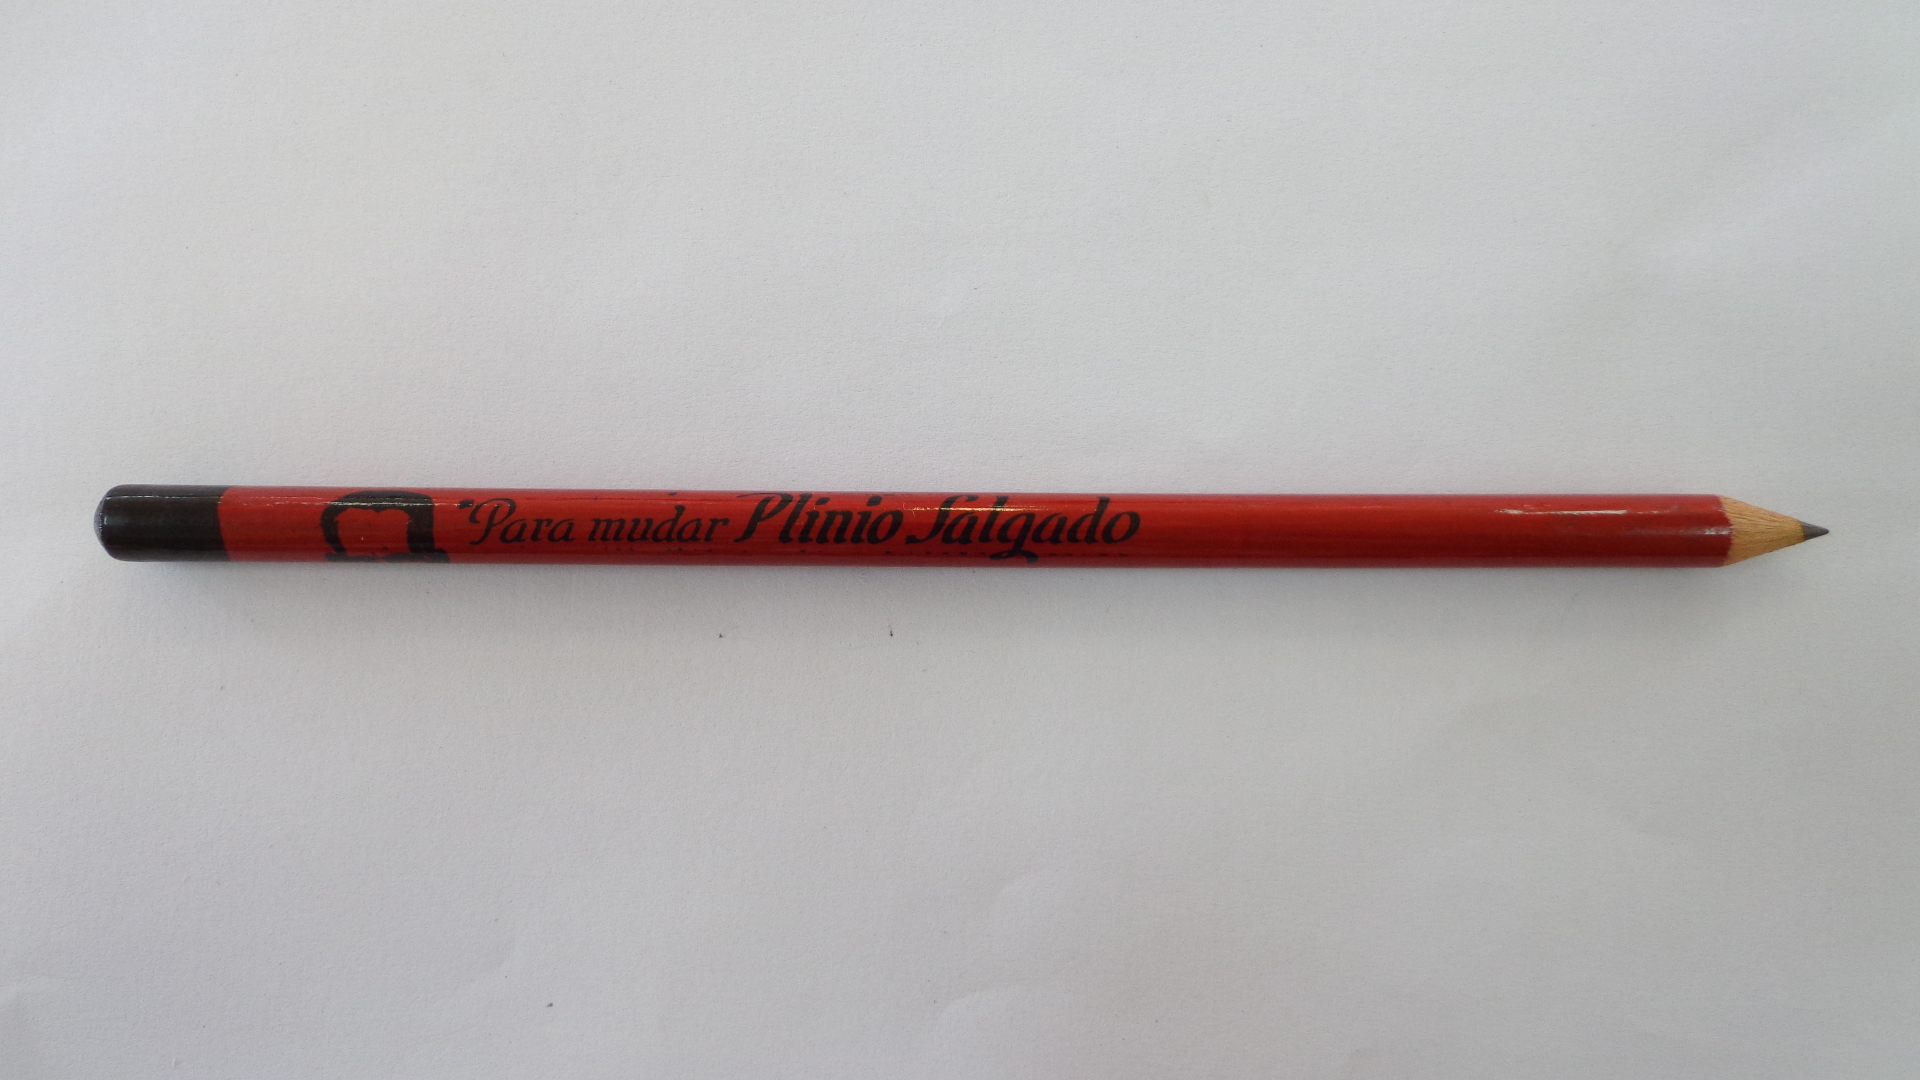 "Para mudar Plinio Salgado